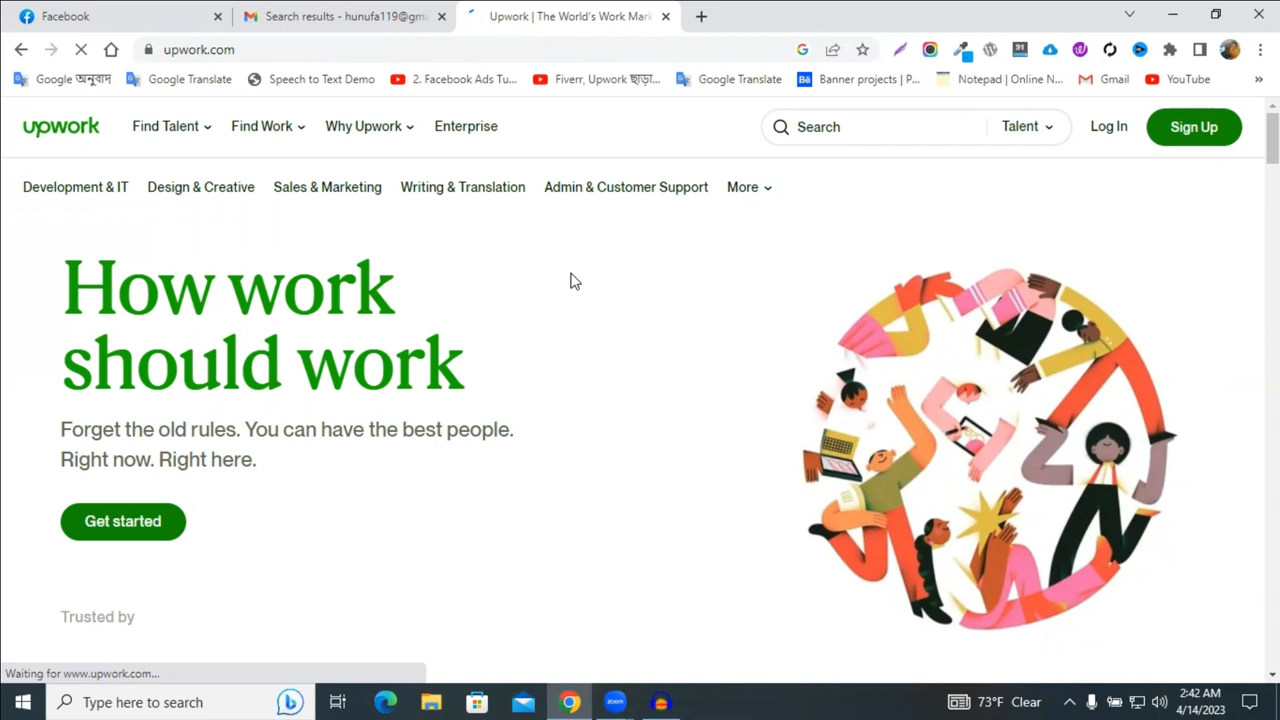 Facebook
Search results - hunufa119@gma
Upwork | The World's Work Mark
upwork.com
Google অনুবাদ
Google Translate
Speech to Text Demo
2. Facebook Ads Tu...
Fiverr, Upwork ছাড়া...
Google Translate
Banner projects | P...
Notepad | Online N...
Gmail
YouTube
upwork
Find Talent
Find Work
Why Upwork
Enterprise
Search
Talent
Log In
Sign Up
Development & IT
Design & Creative
Sales & Marketing
Writing & Translation
Admin & Customer Support
More
How work
should work
Forget the old rules. You can have the best people.
Right now. Right here.
Get started
Trusted by
Waiting for www.upwork.com...
Type here to search
zoom
73°F Clear
2:42 AM
4/14/2023